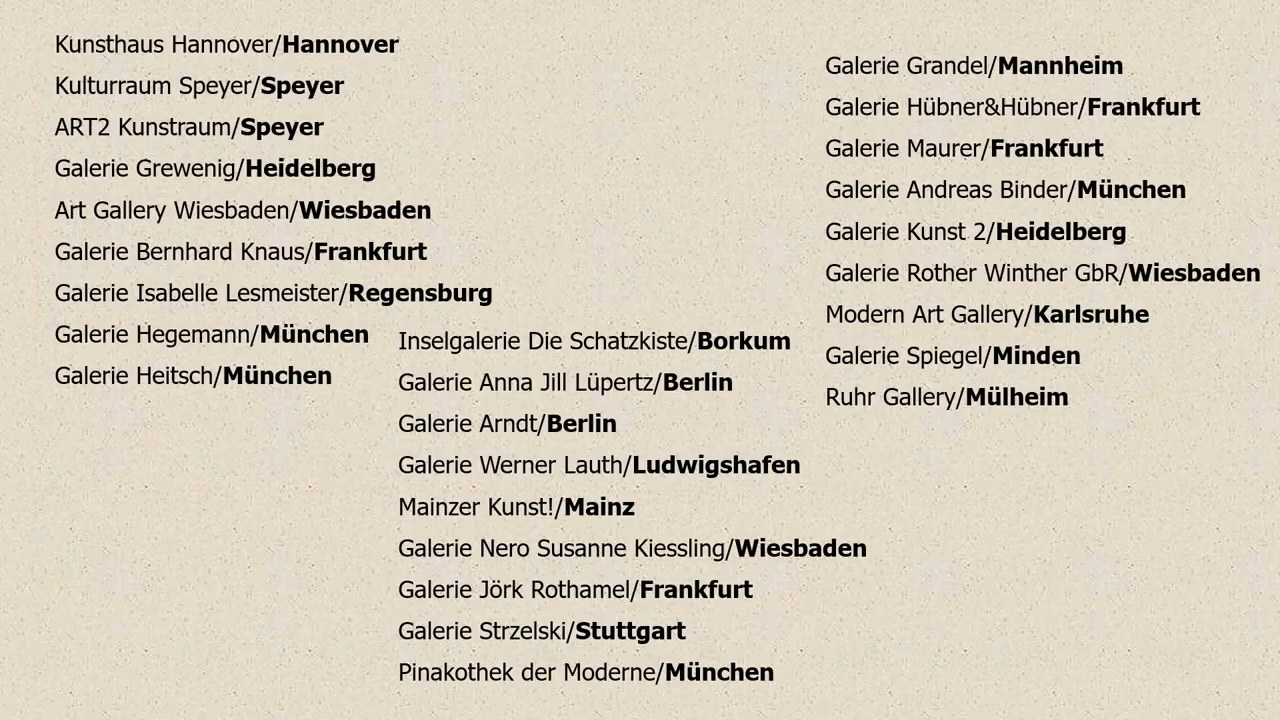 Kunsthaus Hannover/Hannover
Kulturraum Speyer/Speyer
ART2 Kunstraum/Speyer
Galerie Grewenig/Heidelberg
Art Gallery Wiesbaden/Wiesbaden
Galerie Bernhard Knaus/Frankfurt
Galerie Isabelle Lesmeister/Regensburg
Galerie Hegemann/München
Galerie Heitsch/München
Inselgalerie Die Schatzkiste/Borkum
Galerie Anna Jill Lüpertz/Berlin
Galerie Arndt/Berlin
Galerie Werner Lauth/Ludwigshafen
Mainzer Kunst!/Mainz
Galerie Nero Susanne Kiessling/Wiesbaden
Galerie Jörk Rothamel/Frankfurt
Galerie Strzelski/Stuttgart
Pinakothek der Moderne/München
Galerie Grandel/Mannheim
Galerie Hübner&Hübner/Frankfurt
Galerie Maurer/Frankfurt
Galerie Andreas Binder/München
Galerie Kunst 2/Heidelberg
Galerie Rother Winther GbR/Wiesbaden
Modern Art Gallery/Karlsruhe
Galerie Spiegel/Minden
Ruhr Gallery/Mülheim